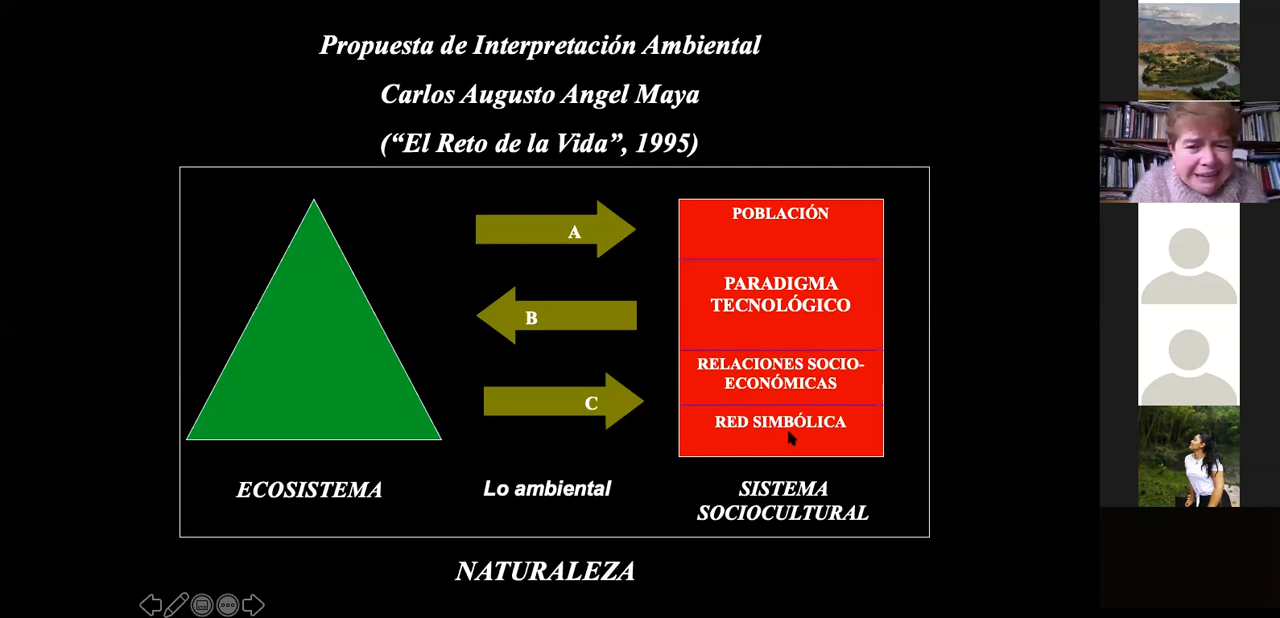 Propuesta de Interpretación Ambiental
Carlos Augusto Angel Maya
(“El Reto de la Vida”, 1995)
A
B
C
POBLACIÓN
PARADIGMA
TECNOLÓGICO
RELACIONES SOCIO-
ECONÓMICAS
RED SIMBÓLICA
ECOSISTEMA
Lo ambiental
SISTEMA
SOCIOCULTURAL
NATURALEZA